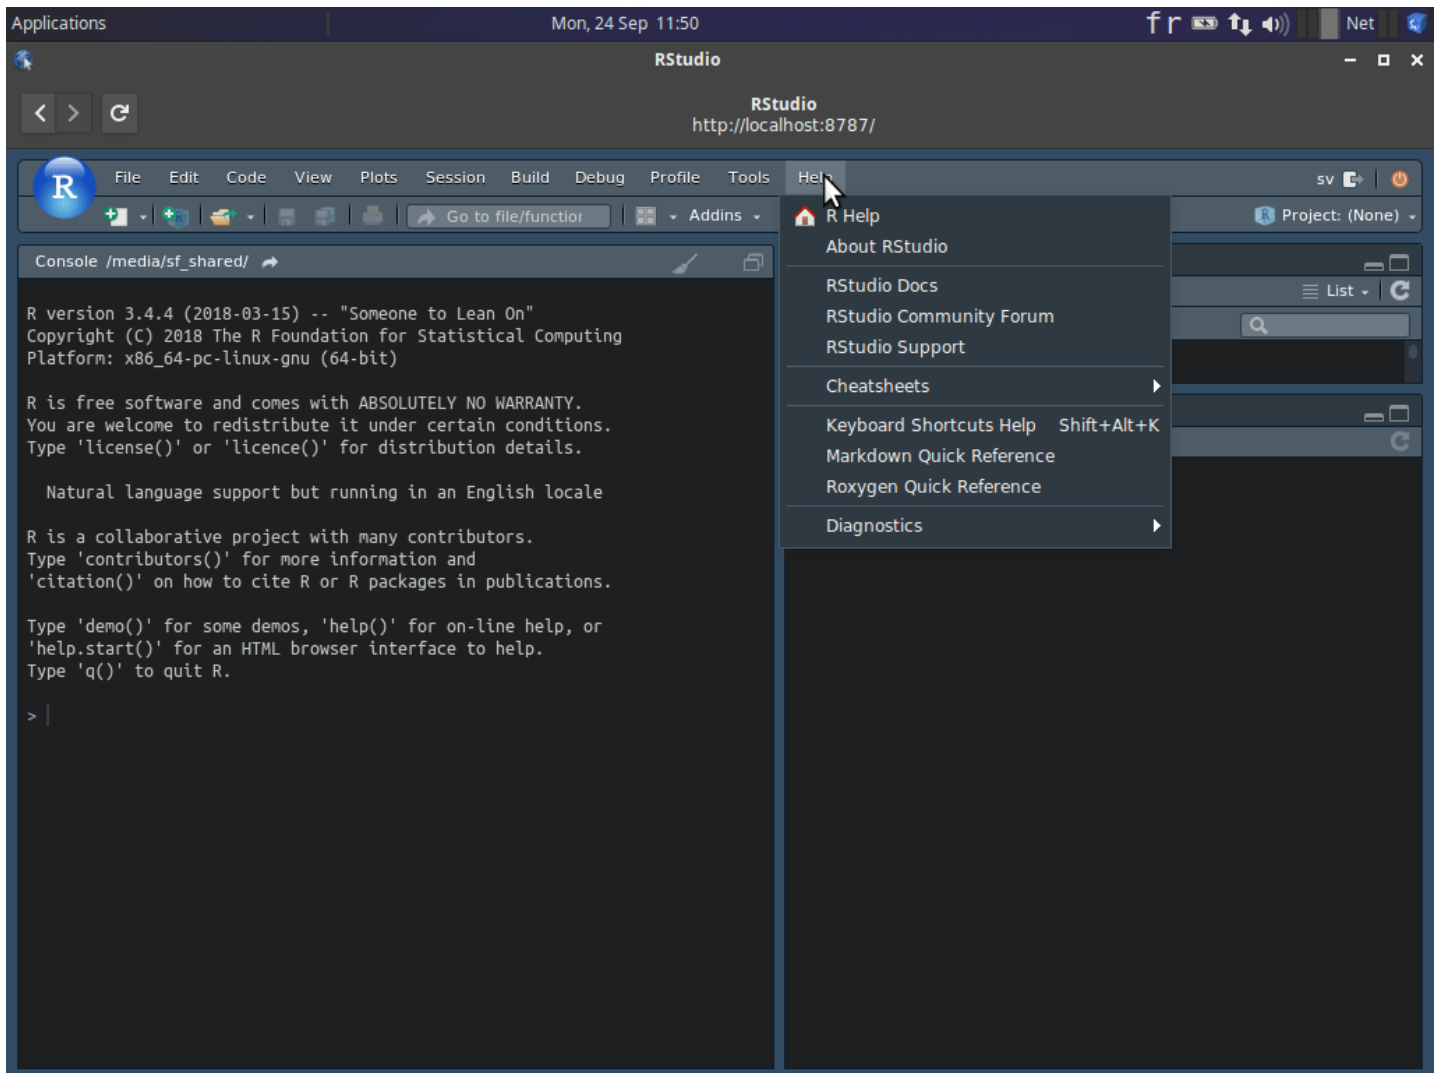 Applications
Mon, 24 Sep 11:50
fr
Net
RStudio
RStudio
http://localhost:8787/
R
File Edit Code View Plots Session Build Debug Profile Tools Help
sv
Go to file/function
Addins
Project: (None)
R Help
About RStudio
RStudio Docs
RStudio Community Forum
RStudio Support
Cheatsheets
Keyboard Shortcuts Help Shift+Alt+K
Markdown Quick Reference
Roxygen Quick Reference
Diagnostics
List
Console /media/sf_shared/
R version 3.4.4 (2018-03-15) -- "Someone to Lean On"
Copyright (C) 2018 The R Foundation for Statistical Computing
Platform: x86_64-pc-linux-gnu (64-bit)
R is free software and comes with ABSOLUTELY NO WARRANTY.
You are welcome to redistribute it under certain conditions.
Type 'license()' or 'licence()' for distribution details.
Natural language support but running in an English locale
R is a collaborative project with many contributors.
Type 'contributors()' for more information and
'citation()' on how to cite R or R packages in publications.
Type 'demo()' for some demos, 'help()' for on-line help, or
'help.start()' for an HTML browser interface to help.
Type 'q()' to quit R.
>